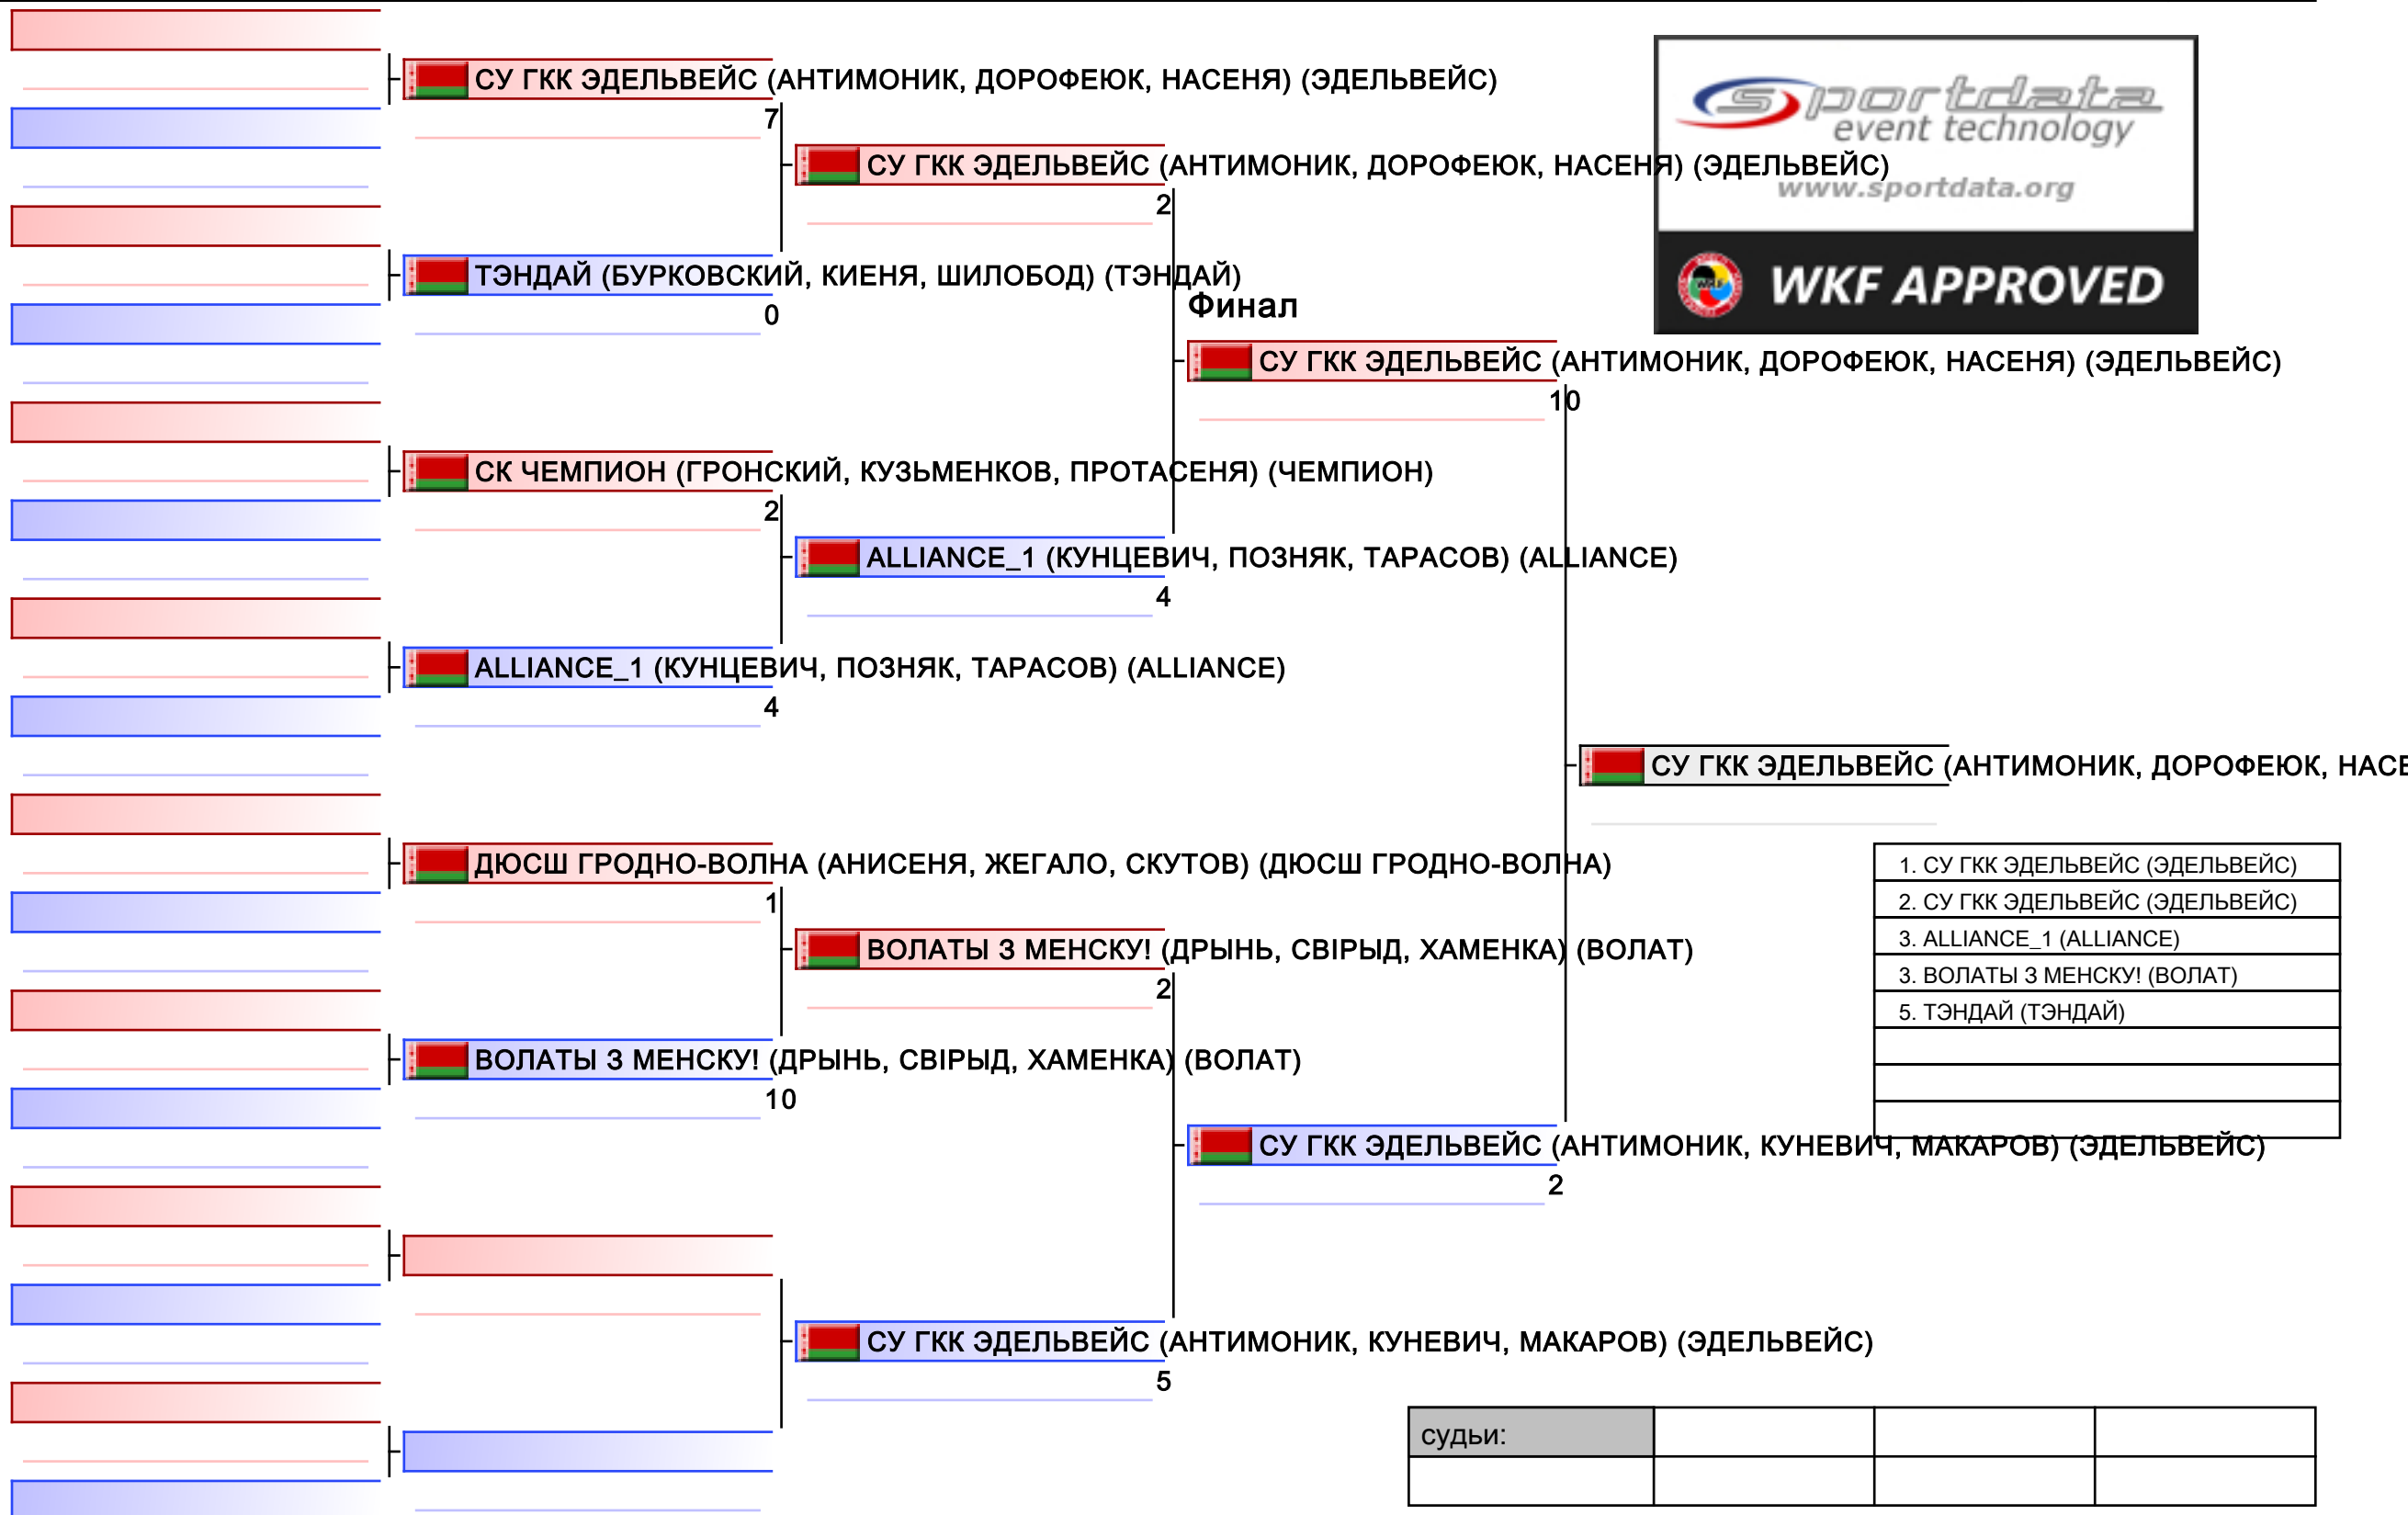 СУ ГКК ЭДЕЛЬВЕЙС (АНТИМОНИК, ДОРОФЕЮК, НАСЕНЯ) (ЭДЕЛЬВЕЙС)
7
ТЭНДАЙ (БУРКОВСКИЙ, КИЕНЯ, ШИЛОБОД) (ТЭНДАЙ)
0
СК ЧЕМПИОН (ГРОНСКИЙ, КУЗЬМЕНКОВ, ПРОТАСЕНЯ) (ЧЕМПИОН)
2
ALLIANCE_1 (КУНЦЕВИЧ, ПОЗНЯК, ТАРАСОВ) (ALLIANCE)
4
ДЮСШ ГРОДНО-ВОЛНА (АНИСЕНЯ, ЖЕГАЛО, СКУТОВ) (ДЮСШ ГРОДНО-ВОЛНА)
1
ВОЛАТЫ З МЕНСКУ! (ДРЫНЬ, СВІРЫД, ХАМЕНКА) (ВОЛАТ)
10
СУ ГКК ЭДЕЛЬВЕЙС (АНТИМОНИК, ДОРОФЕЮК, НАСЕНЯ) (ЭДЕЛЬВЕЙС)
2
ALLIANCE_1 (КУНЦЕВИЧ, ПОЗНЯК, ТАРАСОВ) (ALLIANCE)
4
ВОЛАТЫ З МЕНСКУ! (ДРЫНЬ, СВІРЫД, ХАМЕНКА) (ВОЛАТ)
2
СУ ГКК ЭДЕЛЬВЕЙС (АНТИМОНИК, КУНЕВИЧ, МАКАРОВ) (ЭДЕЛЬВЕЙС)
5
Финал
СУ ГКК ЭДЕЛЬВЕЙС (АНТИМОНИК, ДОРОФЕЮК, НАСЕНЯ) (ЭДЕЛЬВЕЙС)
10
СУ ГКК ЭДЕЛЬВЕЙС (АНТИМОНИК, КУНЕВИЧ, МАКАРОВ) (ЭДЕЛЬВЕЙС)
2
СУ ГКК ЭДЕЛЬВЕЙС (АНТИМОНИК, ДОРОФЕЮК, НАСЕ
sportdata
event technology
www.sportdata.org
WKF
WKF APPROVED
1. СУ ГКК ЭДЕЛЬВЕЙС (ЭДЕЛЬВЕЙС)
2. СУ ГКК ЭДЕЛЬВЕЙС (ЭДЕЛЬВЕЙС)
3. ALLIANCE_1 (ALLIANCE)
3. ВОЛАТЫ З МЕНСКУ! (ВОЛАТ)
5. ТЭНДАЙ (ТЭНДАЙ)
судьи: